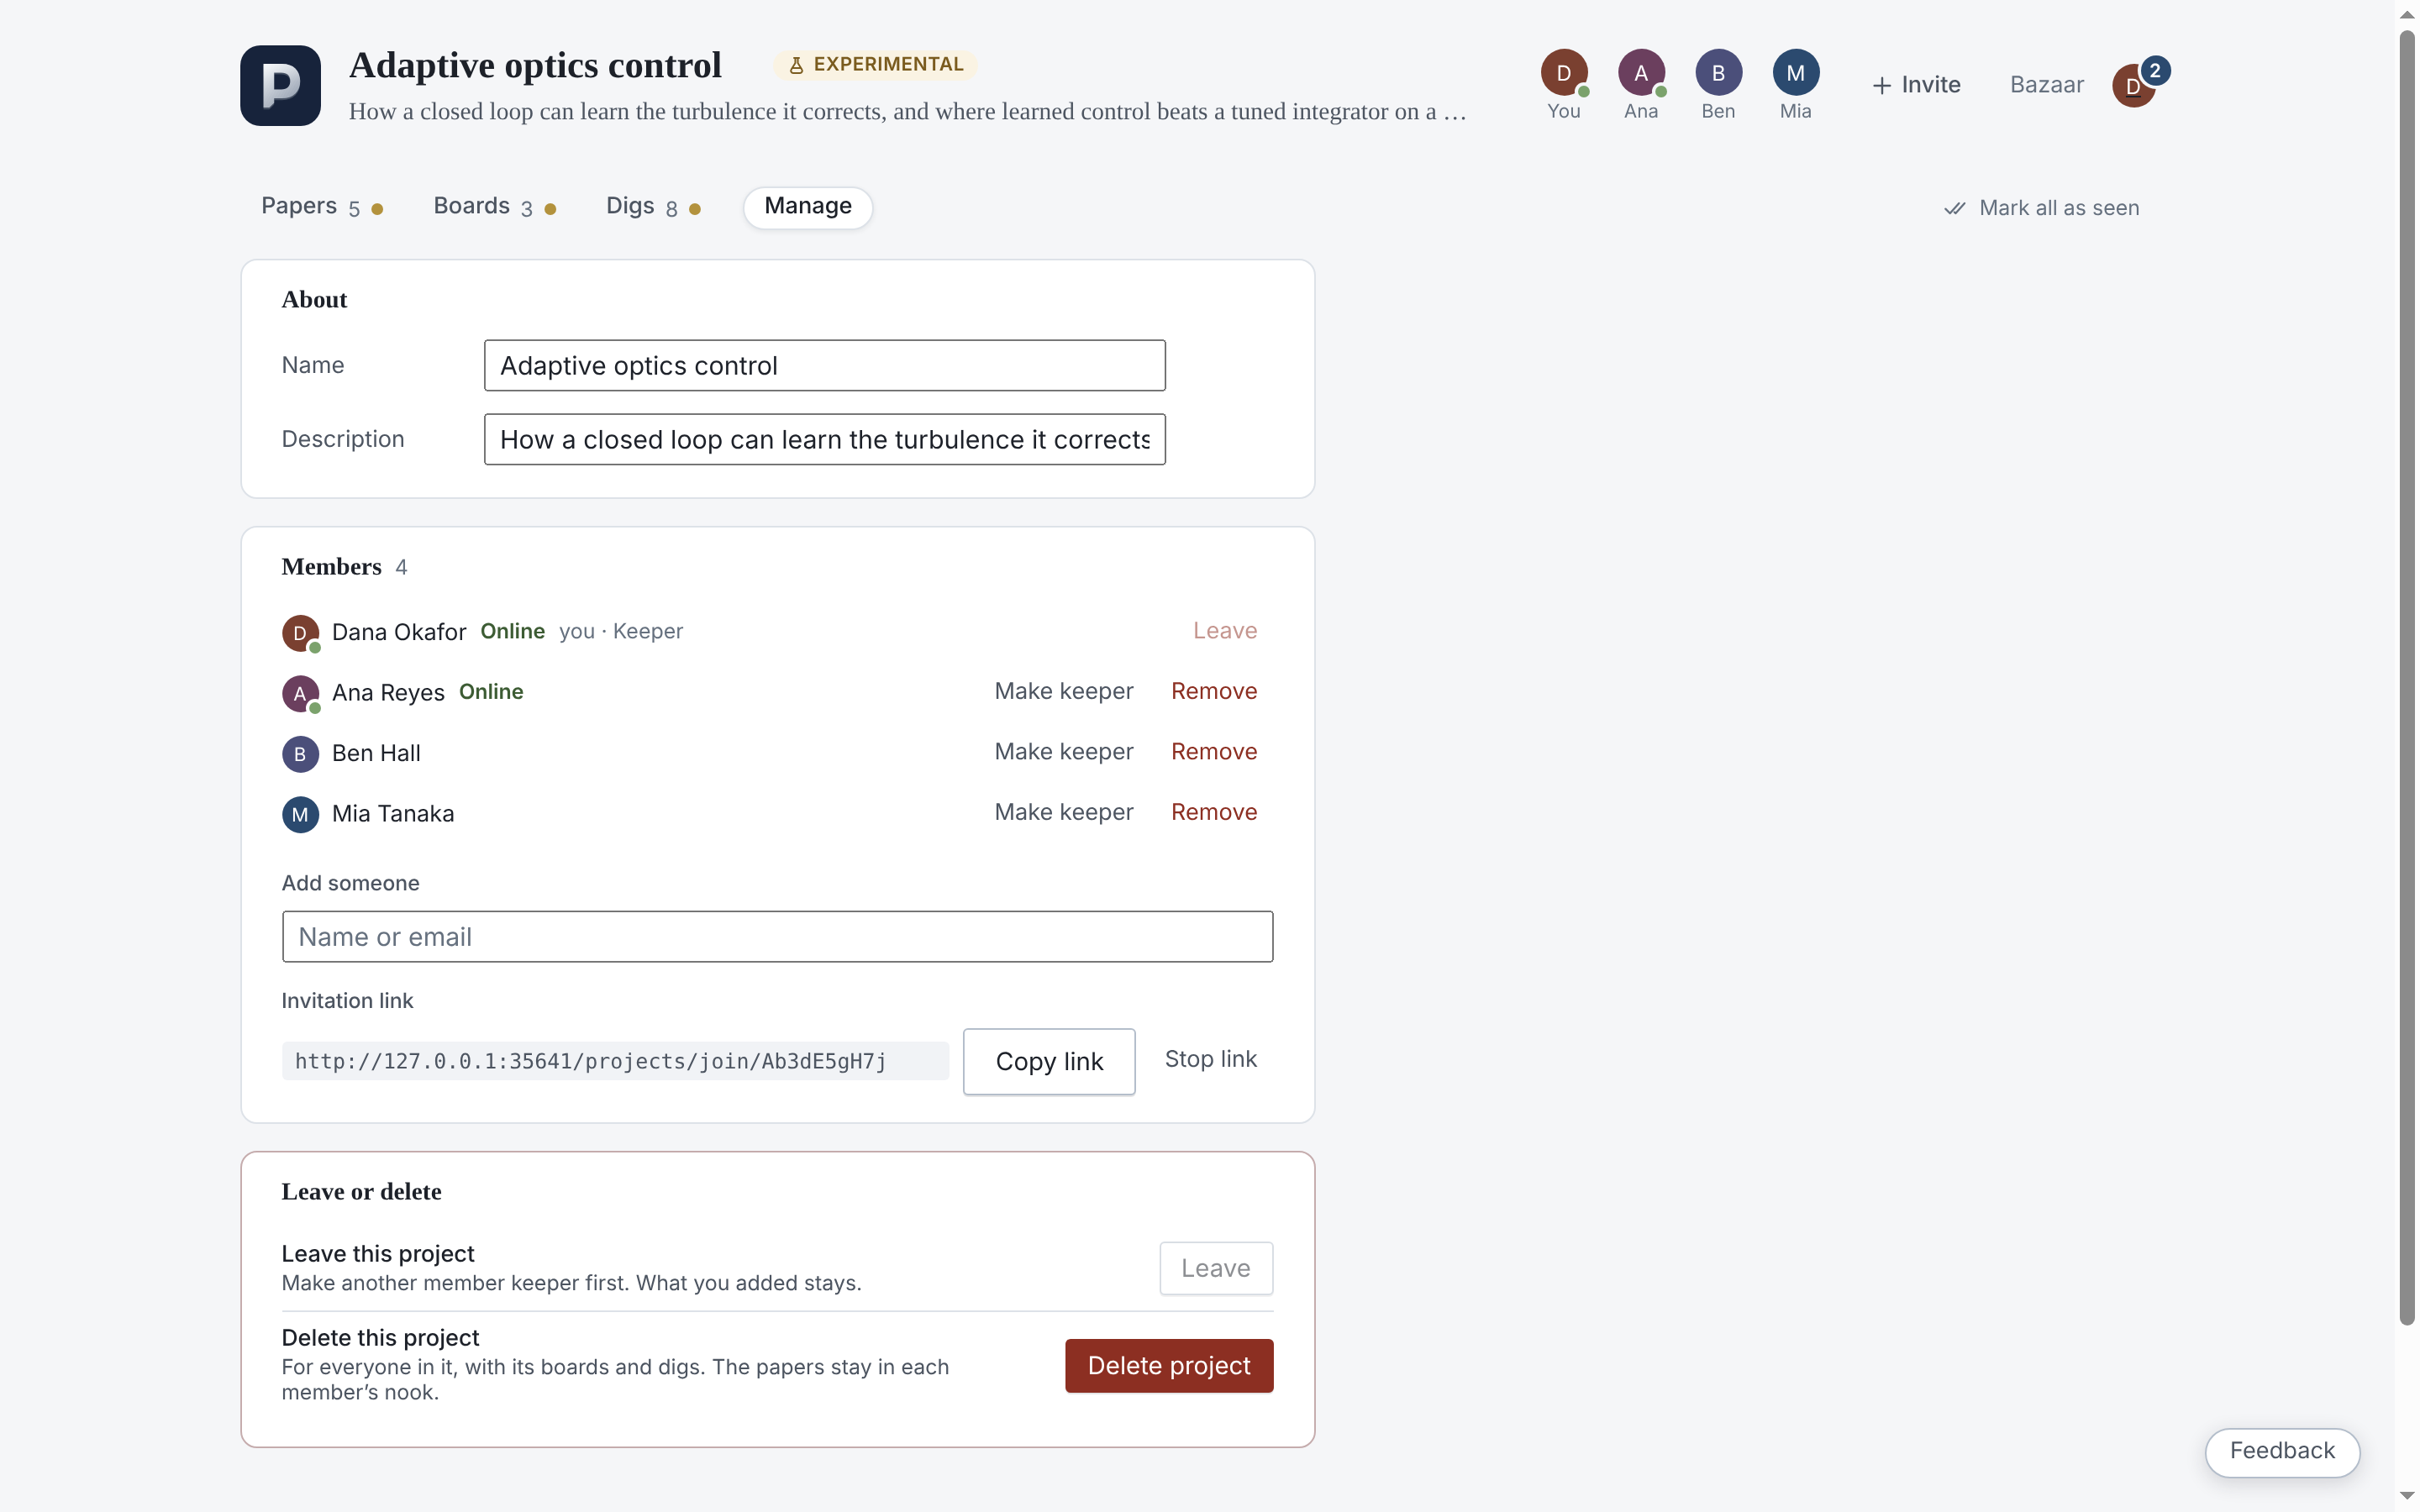 P
Adaptive optics control
EXPERIMENTAL
How a closed loop can learn the turbulence it corrects, and where learned control beats a tuned integrator on a …
D A B M
You Ana Ben Mia
+ Invite
Bazaar
D 2
Papers 5
Boards 3
Digs 8
Manage
Mark all as seen
About
Name
Adaptive optics control
Description
How a closed loop can learn the turbulence it corrects
Members 4
D Dana Okafor Online you · Keeper Leave
A Ana Reyes Online Make keeper Remove
B Ben Hall Make keeper Remove
M Mia Tanaka Make keeper Remove
Add someone
Name or email
Invitation link
http://127.0.0.1:35641/projects/join/Ab3dE5gH7j Copy link Stop link
Leave or delete
Leave this project
Make another member keeper first. What you added stays.
Leave
Delete this project
For everyone in it, with its boards and digs. The papers stay in each
member’s nook.
Delete project
Feedback